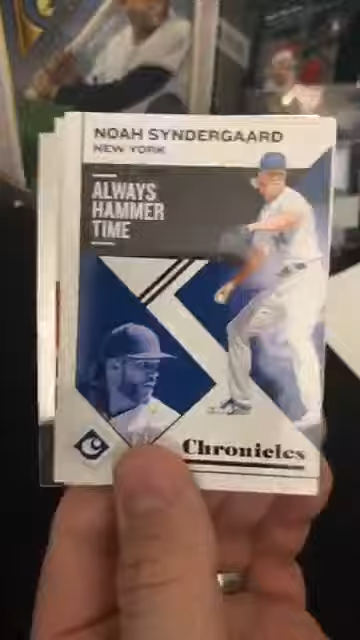 NOAH SYNDERGAARD
NEW YORK
ALWAYS
HAMMER
TIME
Chronicles